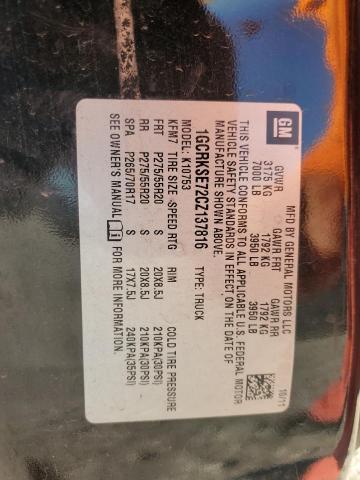 GM
MFD BY GENERAL MOTORS LLC
10/11
GVWR GAWR FRT GAWR RR
3175 KG 1792 KG 1792 KG
7000 LB 3950 LB 3950 LB
THIS VEHICLE CONFORMS TO ALL APPLICABLE U.S. FEDERAL MOTOR
VEHICLE SAFETY STANDARDS IN EFFECT ON THE DATE OF
MANUFACTURE SHOWN ABOVE.
1GCRKSE72CZ137816 TYPE: TRUCK
MODEL: K10753
KFM7 TIRE SIZE -SPEED RTG RIM COLD TIRE PRESSURE
FRT P275/55R20 S 20X8.5J 210KPA(30PSI)
RR P275/55R20 S 20X8.5J 210KPA(30PSI)
SPA P265/70R17 S 17X7.5J 240KPA(35PSI)
SEE OWNER'S MANUAL